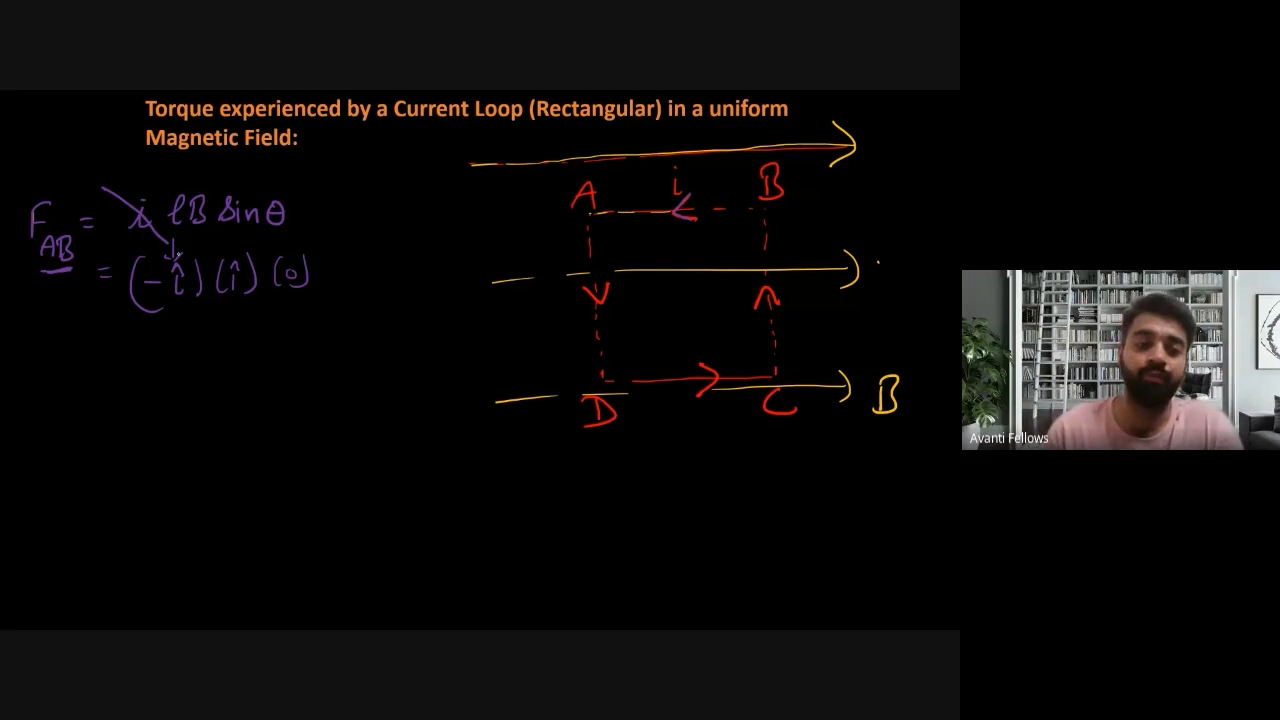 Torque experienced by a Current Loop (Rectangular) in a uniform
Magnetic Field:
F_AB = i ℓB Sinθ
= (-î) (î) (0)
A
i
B
D
C
B
Avanti Fellows